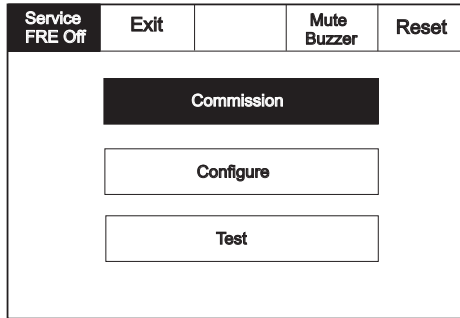 Service
FRE Off
Exit
Mute
Buzzer
Reset
Commission
Configure
Test